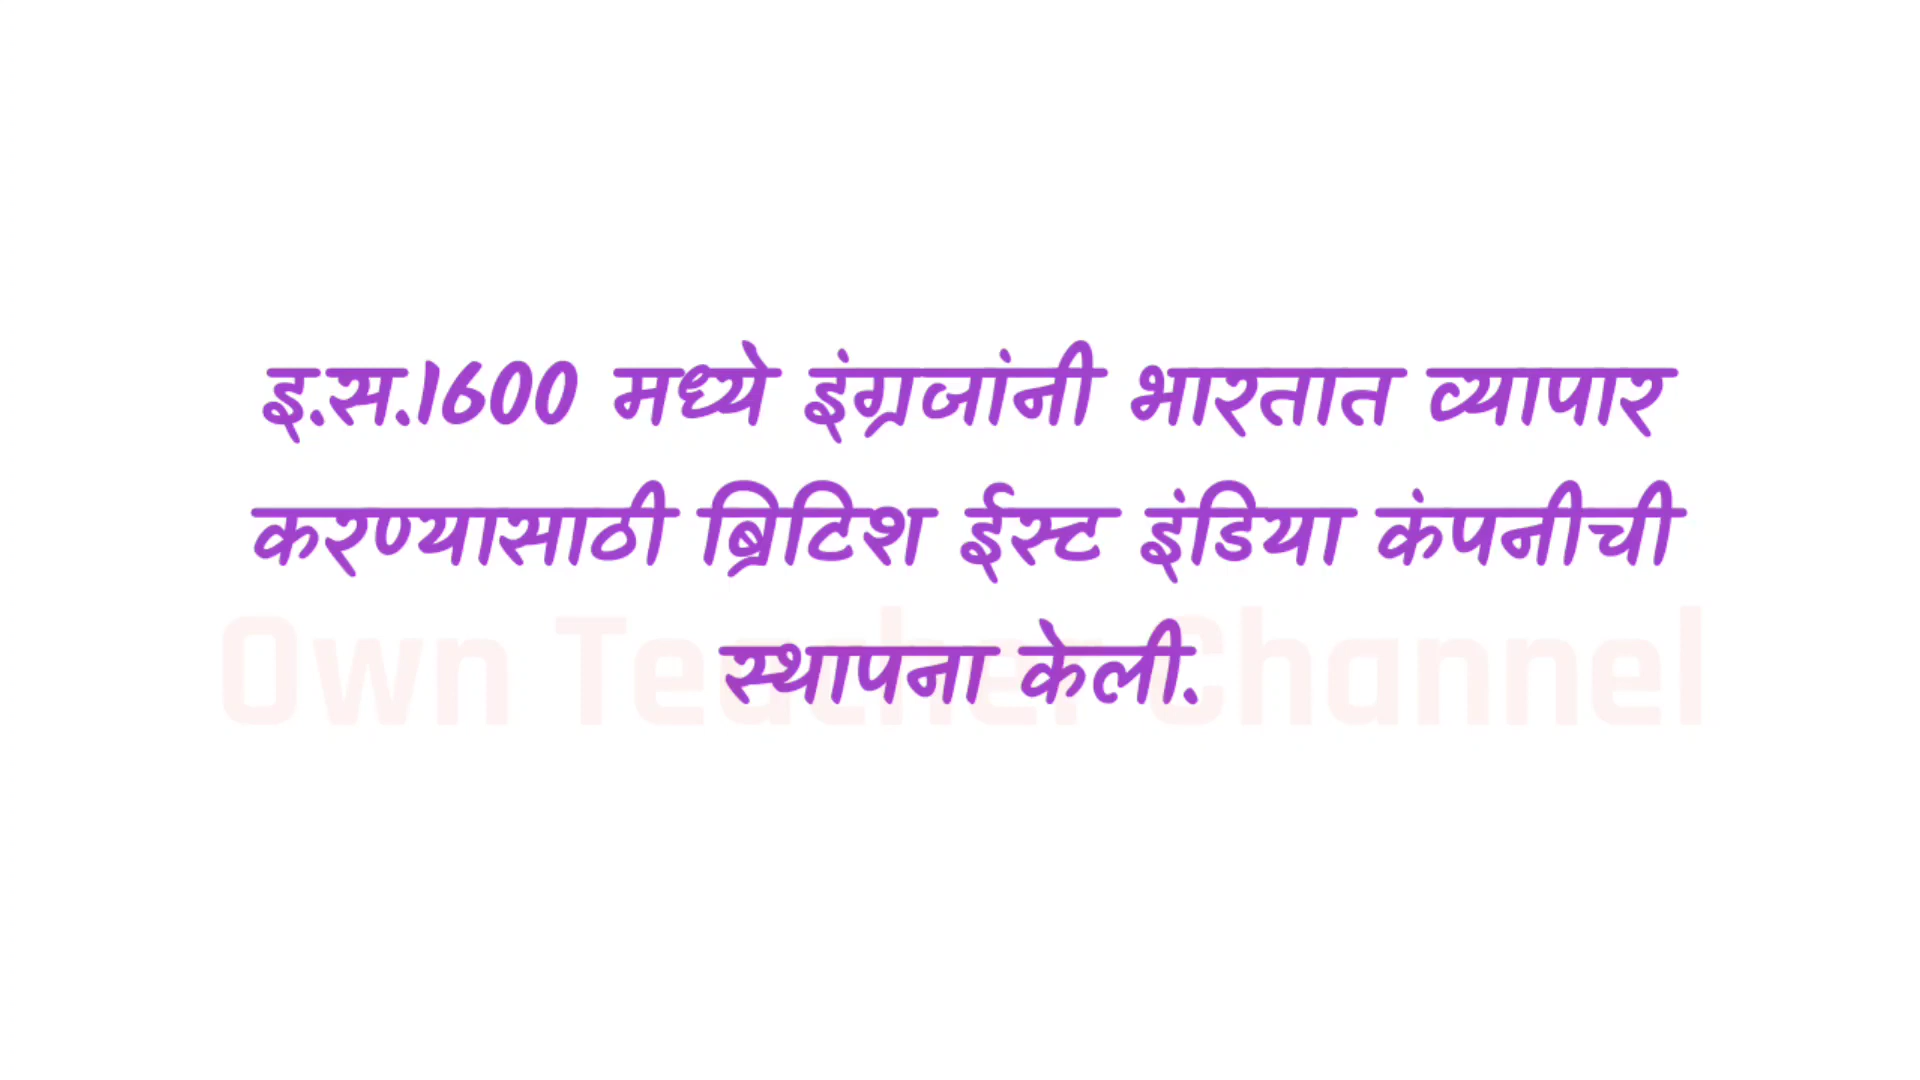 इ.स.1600 मध्ये इंग्रजांनी भारतात व्यापार
करण्यासाठी ब्रिटिश ईस्ट इंडिया कंपनीची
स्थापना केली.
Own Teacher Channel